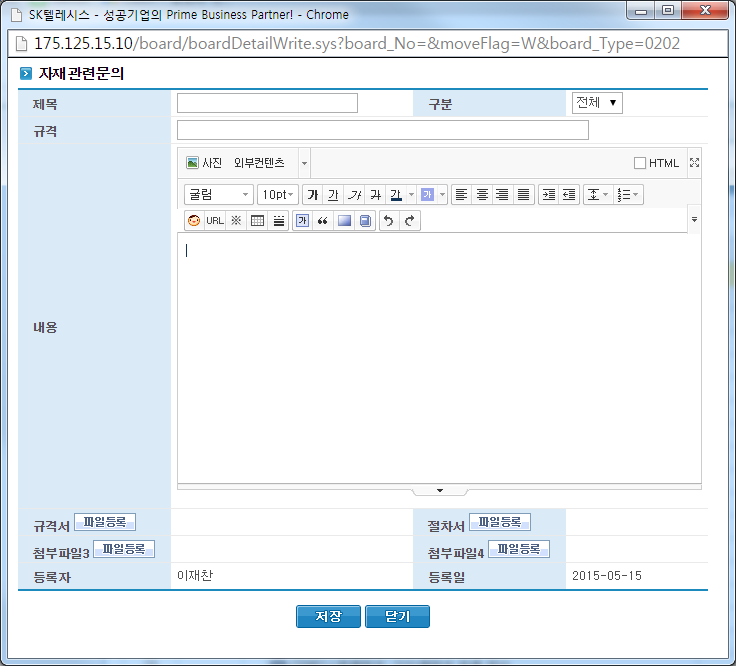 SK텔레시스 - 성공기업의 Prime Business Partner! - Chrome
175.125.15.10/board/boardDetailWrite.sys?board_No=&moveFlag=W&board_Type=0202
자재관련문의
제목 구분 전체
규격
사진 외부컨텐츠 HTML
굴림 10pt 가 가 가 가 가 가
URL ※ 가
내용
규격서 파일등록 절차서 파일등록
첨부파일3 파일등록 첨부파일4 파일등록
등록자 이재찬 등록일 2015-05-15
저장 닫기